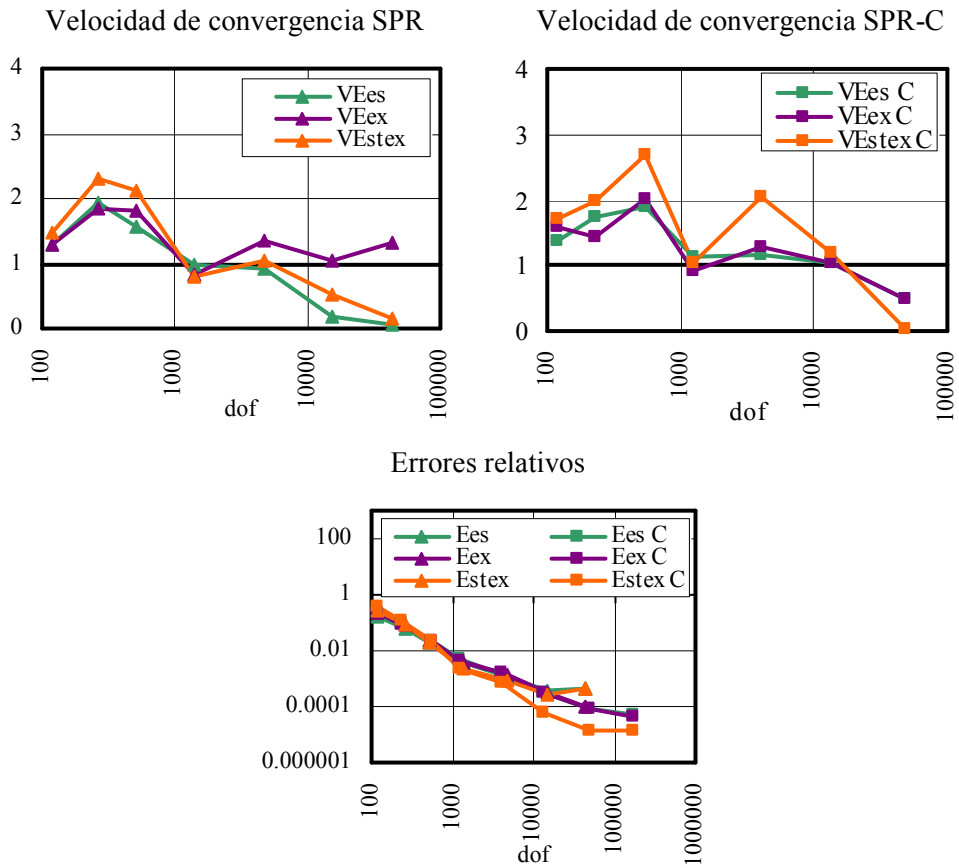 Velocidad de convergencia SPR
4
3
2
1
0
VEes
VEex
VEstex
100
1000
10000
100000
dof
Velocidad de convergencia SPR-C
4
3
2
1
0
VEes C
VEex C
VEstex C
100
1000
10000
100000
dof
Errores relativos
100
1
0.01
0.0001
0.000001
Ees
Eex
Estex
Ees C
Eex C
Estex C
100
1000
10000
100000
1000000
dof